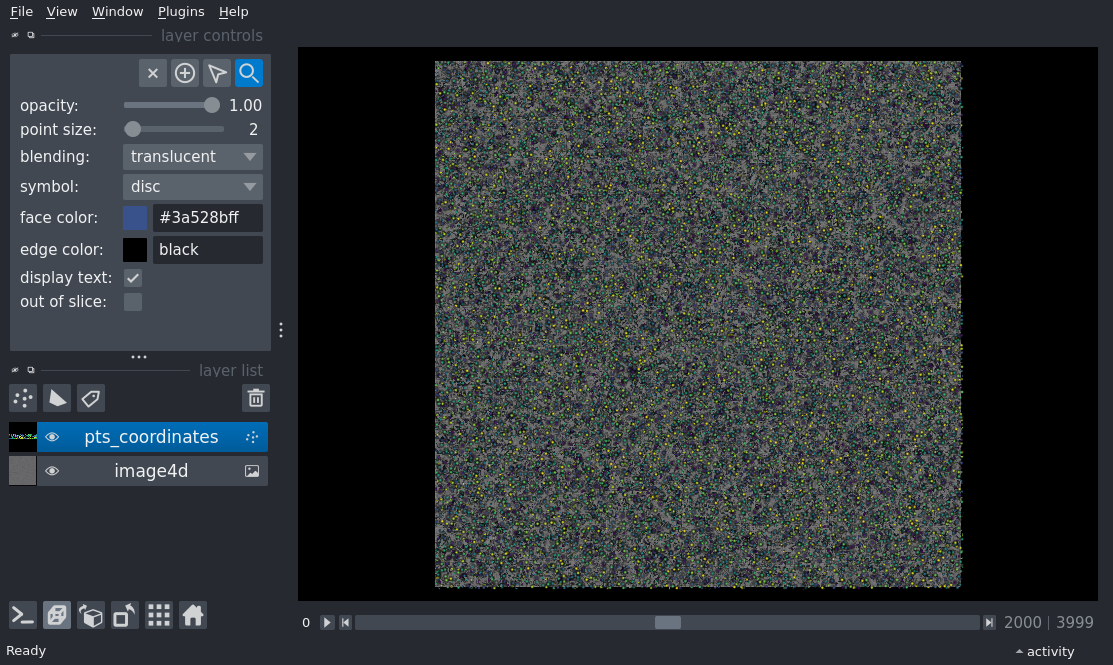 File View Window Plugins Help
layer controls
opacity: 1.00
point size: 2
blending: translucent
symbol: disc
face color: #3a528bff
edge color: black
display text:
out of slice:
layer list
pts_coordinates
image4d
0 2000 | 3999
Ready activity